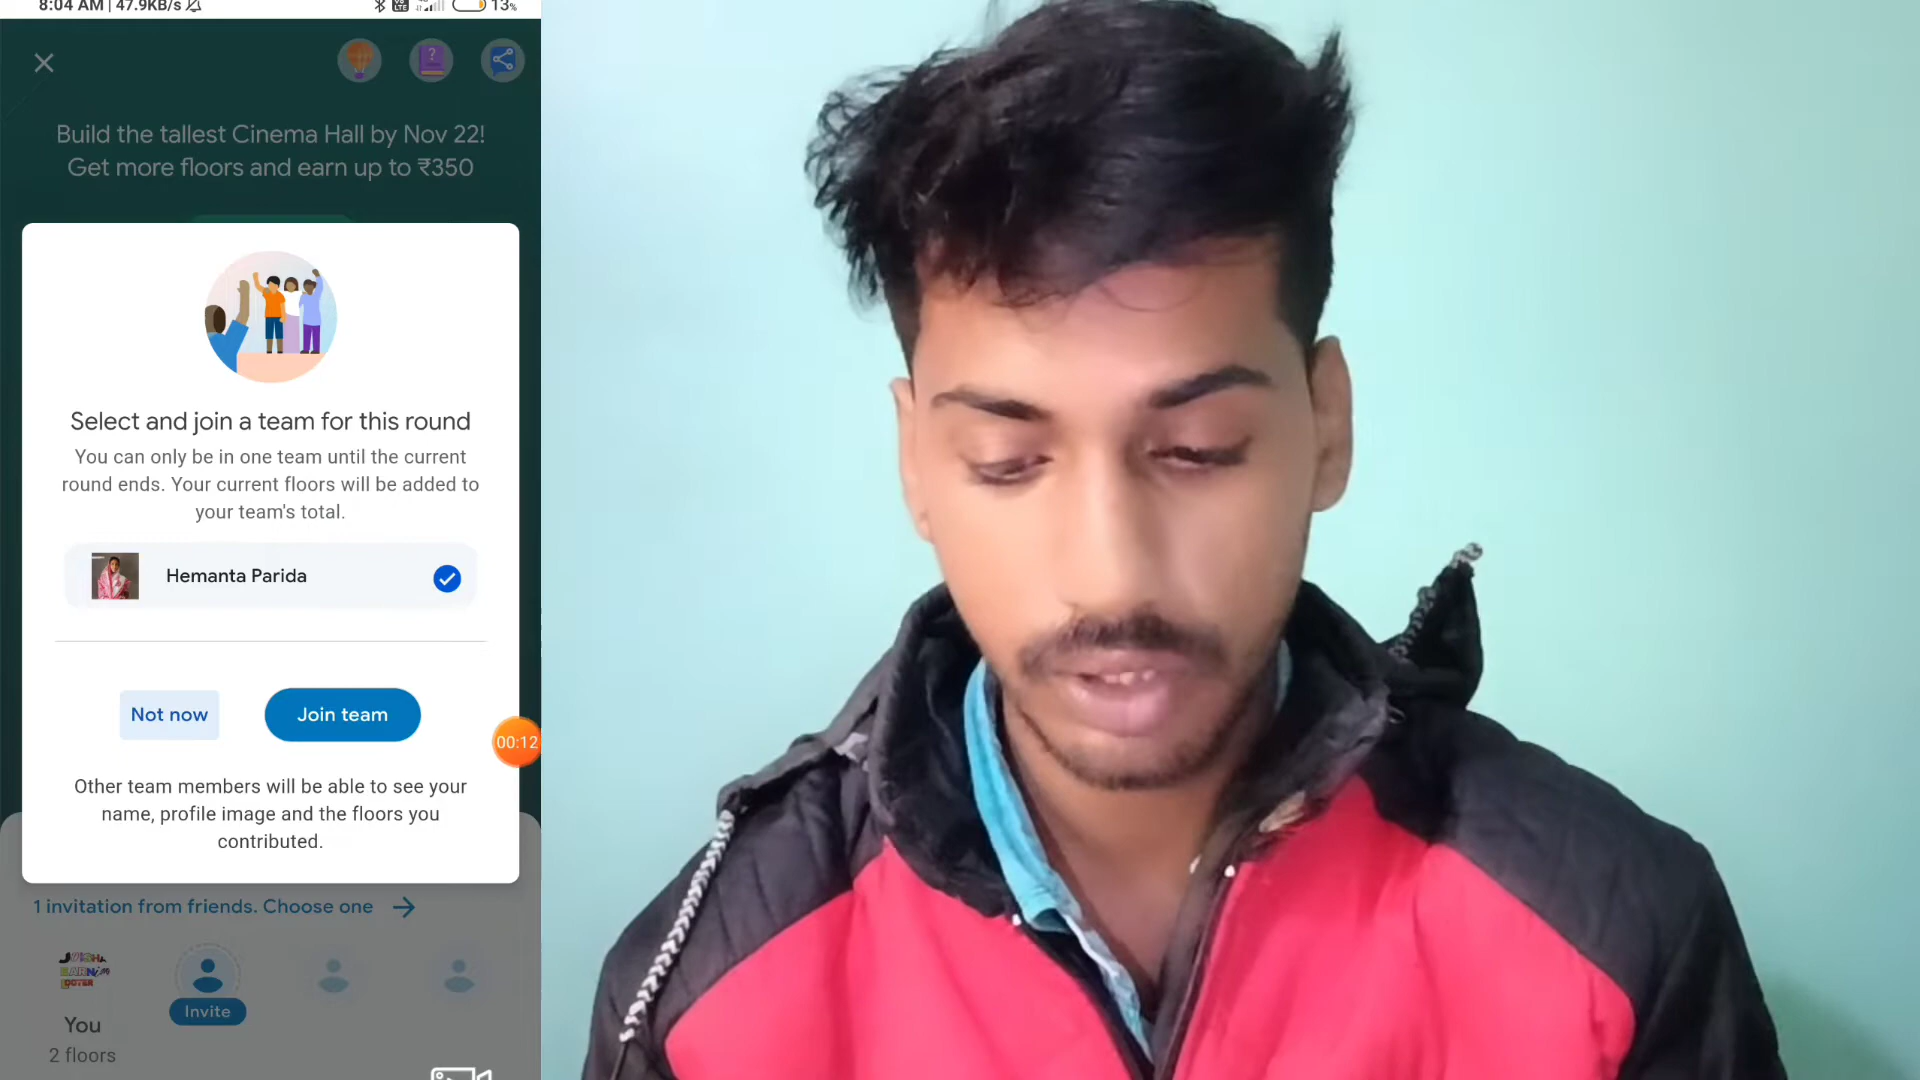 8:04 AM | 47.9KB/s
13%
?
Build the tallest Cinema Hall by Nov 22!
Get more floors and earn up to ₹350
Select and join a team for this round
You can only be in one team until the current
round ends. Your current floors will be added to
your team's total.
Hemanta Parida
Not now
Join team
00:12
Other team members will be able to see your
name, profile image and the floors you
contributed.
1 invitation from friends. Choose one
Invite
You
2 floors